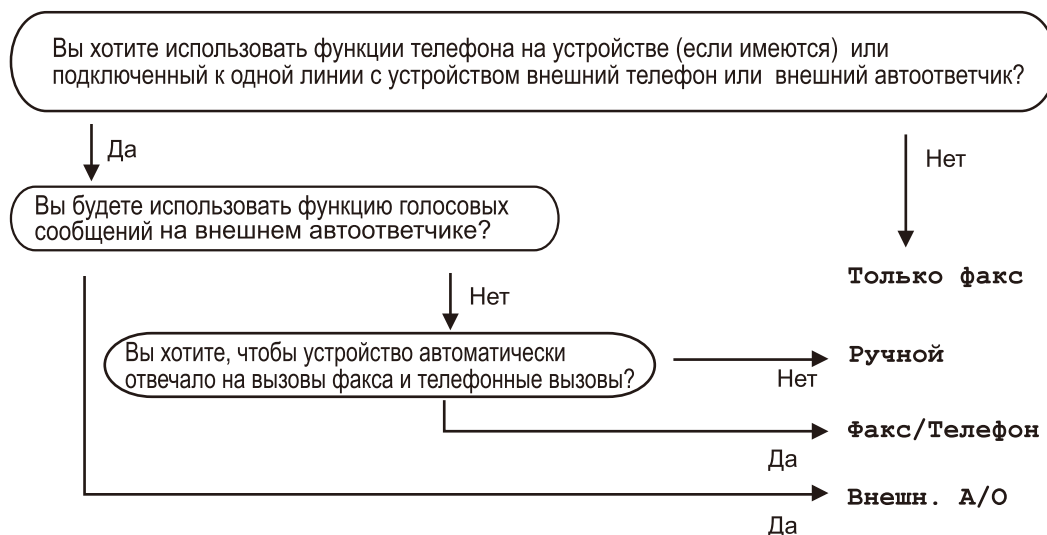 Вы хотите использовать функции телефона на устройстве (если имеются) или
подключенный к одной линии с устройством внешний телефон или внешний автоответчик?
Да
Нет
Вы будете использовать функцию голосовых
сообщений на внешнем автоответчике?
Только факс
Нет
Вы хотите, чтобы устройство автоматически
отвечало на вызовы факса и телефонные вызовы?
Ручной
Нет
Факс/Телефон
Да
Внешн. А/О
Да